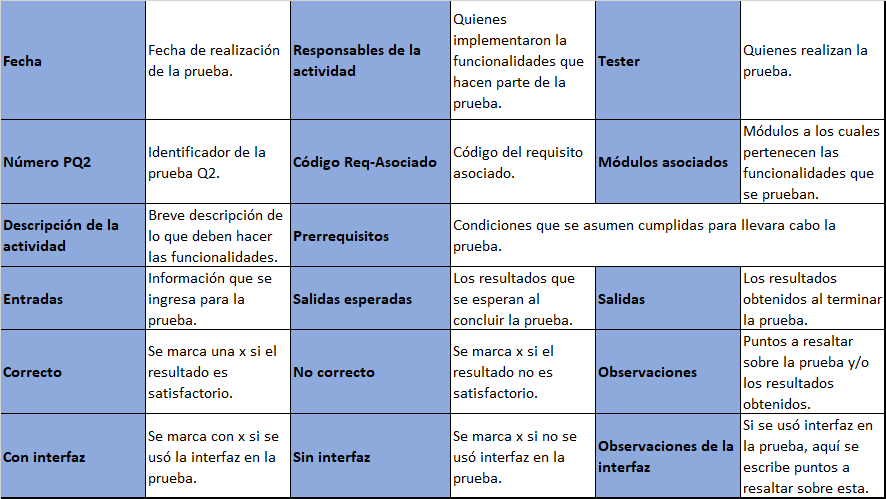 Fecha
Fecha de realización
de la prueba.
Responsables de la
actividad
Quienes
implementaron la
funcionalidades que
hacen parte de la
prueba.
Tester
Quienes realizan la
prueba.
Número PQ2
Identificador de la
prueba Q2.
Código Req-Asociado
Código del requisito
asociado.
Módulos asociados
Módulos a los cuales
pertenecen las
funcionalidades que
se prueban.
Descripción de la
actividad
Breve descripción de
lo que deben hacer
las funcionalidades.
Prerrequisitos
Condiciones que se asumen cumplidas para llevara cabo la
prueba.
Entradas
Información que se
ingresa para la
prueba.
Salidas esperadas
Los resultados que
se esperan al
concluir la prueba.
Salidas
Los resultados
obtenidos al terminar
la prueba.
Correcto
Se marca una x si el
resultado es
satisfactorio.
No correcto
Se marca x si el
resultado no es
satisfactorio.
Observaciones
Puntos a resaltar
sobre la prueba y/o
los resultados
obtenidos.
Con interfaz
Se marca con x si se
usó la interfaz en la
prueba.
Sin interfaz
Se marca x si no se
usó interfaz en la
prueba.
Observaciones de la
interfaz
Si se usó interfaz en
la prueba, aquí se
escribe puntos a
resaltar sobre esta.